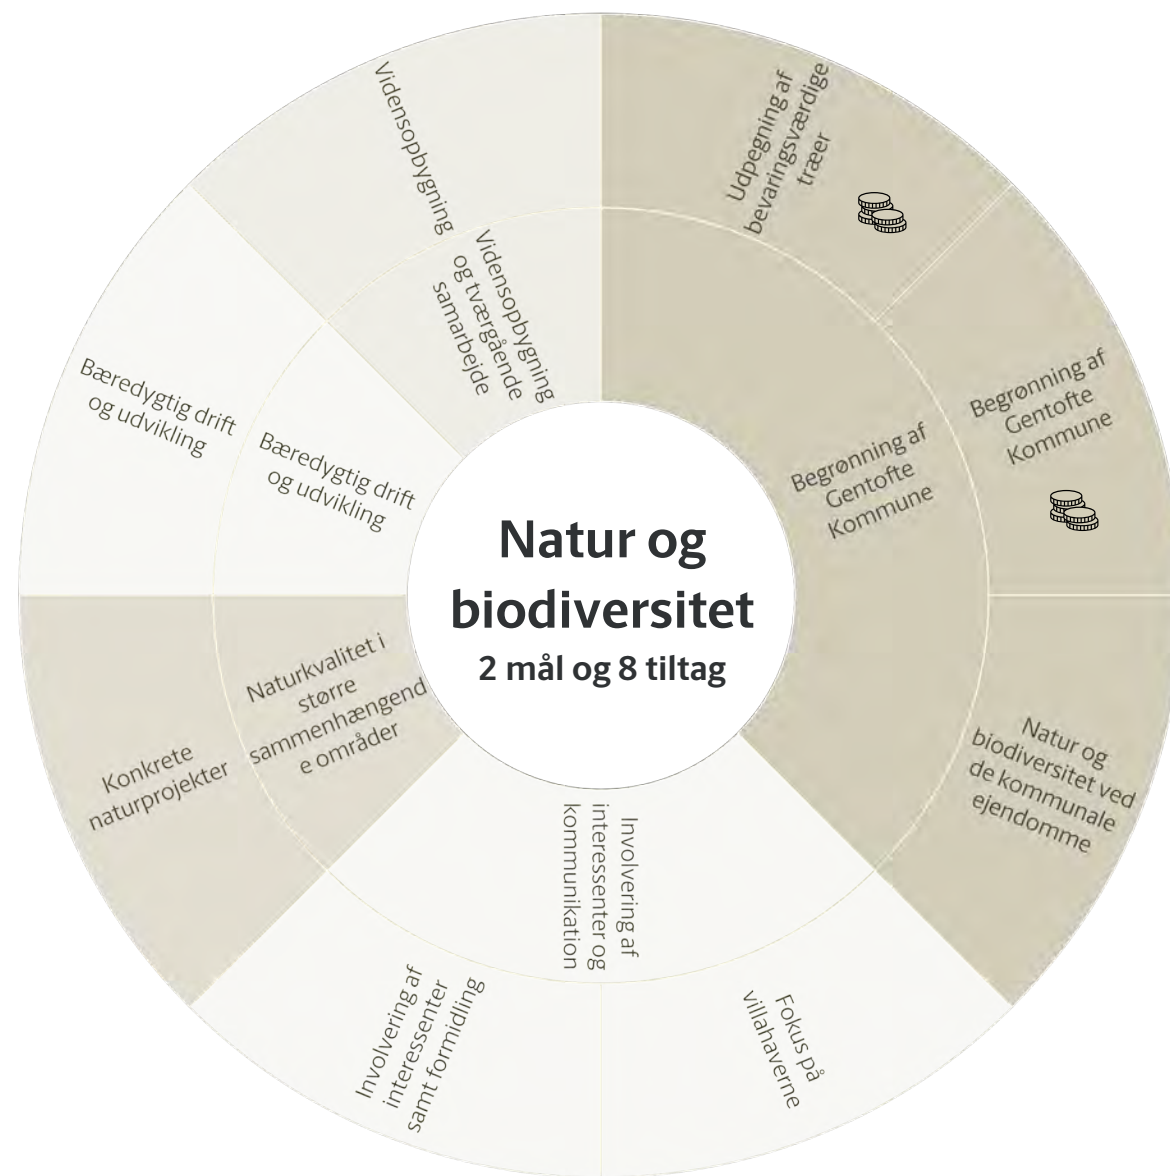 Natur og
biodiversitet
2 mål og 8 tiltag
Udpegning af
bevaringsværdige
træer
Begrønning af
Gentofte
Kommune
Begrønning af
Gentofte
Kommune
Natur og
biodiversitet ved
de kommunale
ejendomme
Involvering af
interessenter og
kommunikation
Fokus på
villahaverne
Involvering af
interessenter
samt formidling
Naturkvalitet i
større
sammenhængend
e områder
Konkrete
naturprojekter
Bæredygtig drift
og udvikling
Bæredygtig drift
og udvikling
Vidensopbygning
og tværgående
samarbejde
Vidensopbygning